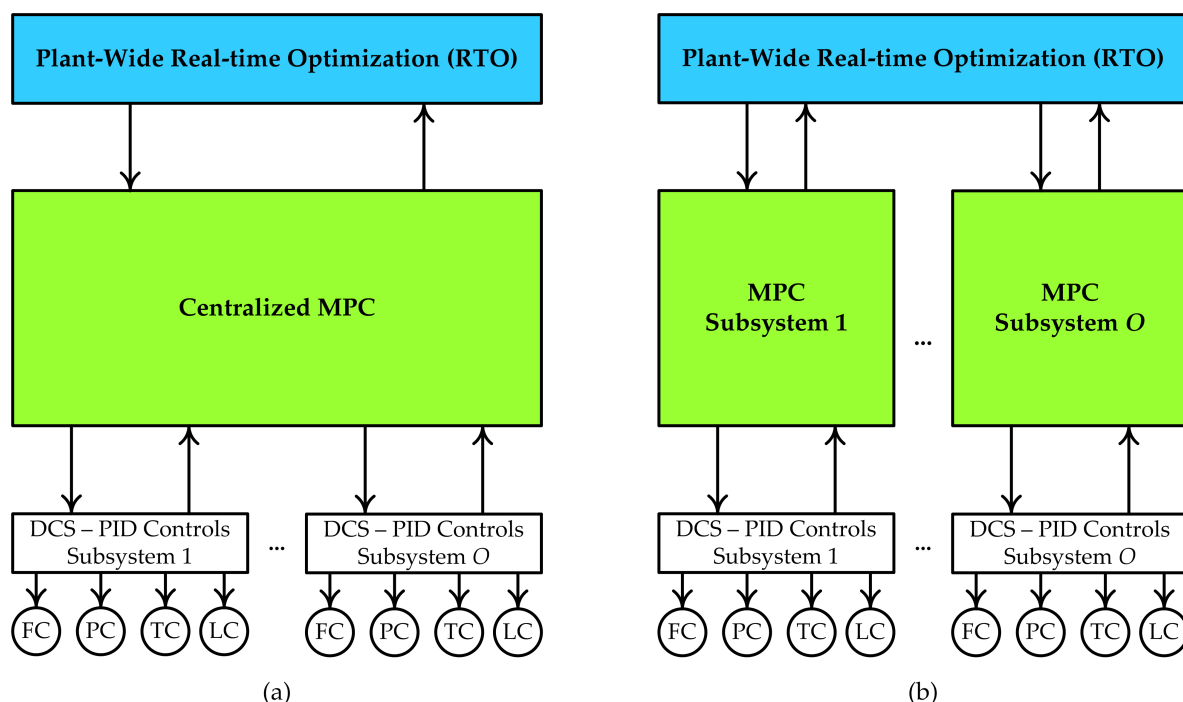 Plant-Wide Real-time Optimization (RTO)
Centralized MPC
DCS – PID Controls
Subsystem 1
...
DCS – PID Controls
Subsystem O
FC
PC
TC
LC
FC
PC
TC
LC
(a)
Plant-Wide Real-time Optimization (RTO)
MPC
Subsystem 1
...
MPC
Subsystem O
DCS – PID Controls
Subsystem 1
...
DCS – PID Controls
Subsystem O
FC
PC
TC
LC
FC
PC
TC
LC
(b)